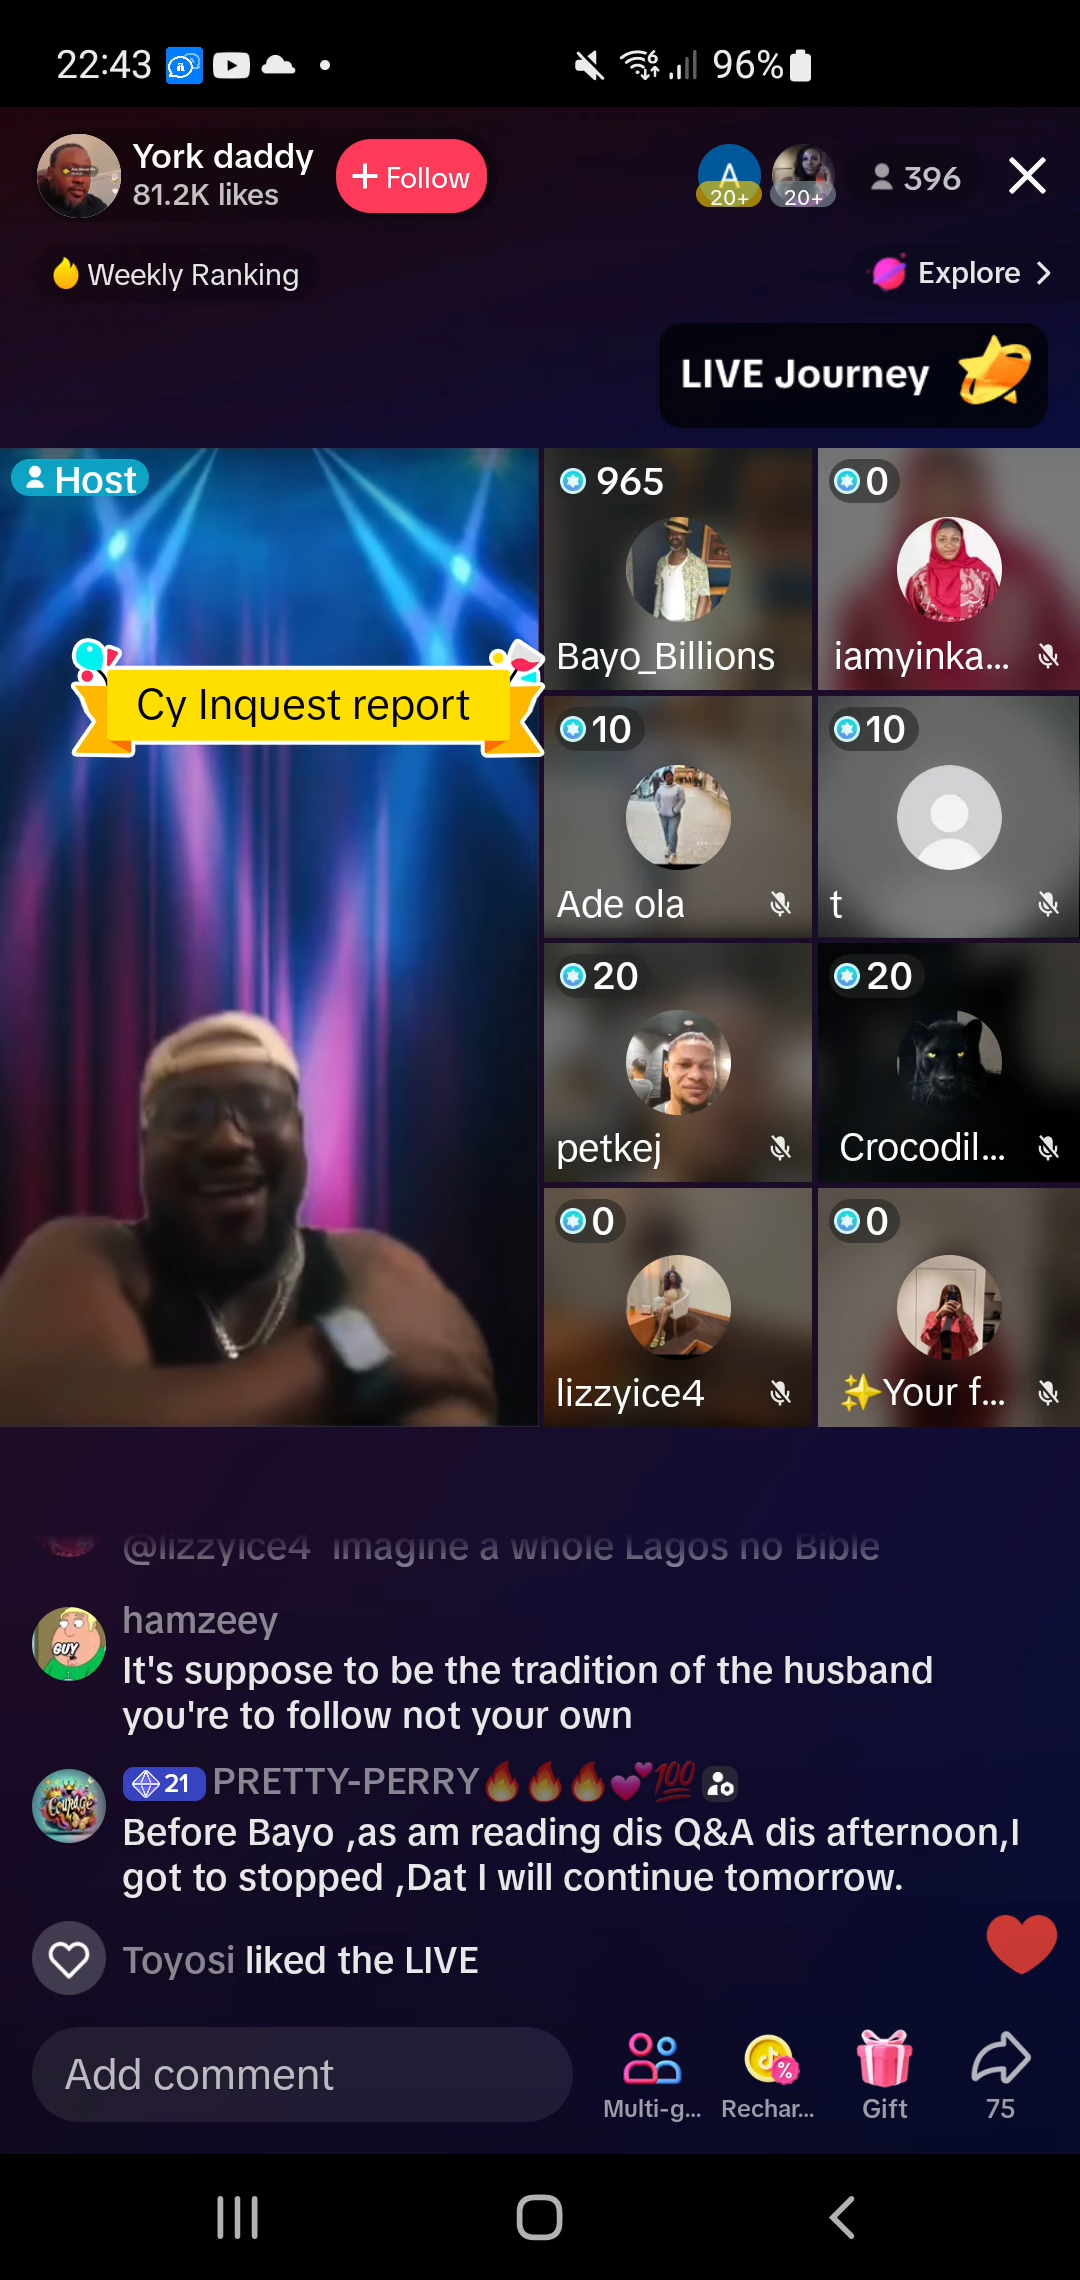 22:43
96%
York daddy
81.2K likes
+ Follow
A
20+
20+
396
Weekly Ranking
Explore
LIVE Journey
Host
Cy Inquest report
965
Bayo_Billions
0
iamyinka...
10
Ade ola
10
t
20
petkej
20
Crocodil...
0
lizzyice4
0
✨Your f...
@lizzyice4 imagine a whole Lagos no Bible
hamzeey
GUY
It's suppose to be the tradition of the husband
you're to follow not your own
21 PRETTY-PERRY🔥🔥🔥💕💯
Courage
Before Bayo ,as am reading dis Q&A dis afternoon,I
got to stopped ,Dat I will continue tomorrow.
Toyosi liked the LIVE
Add comment
Multi-g...
Rechar...
Gift
75